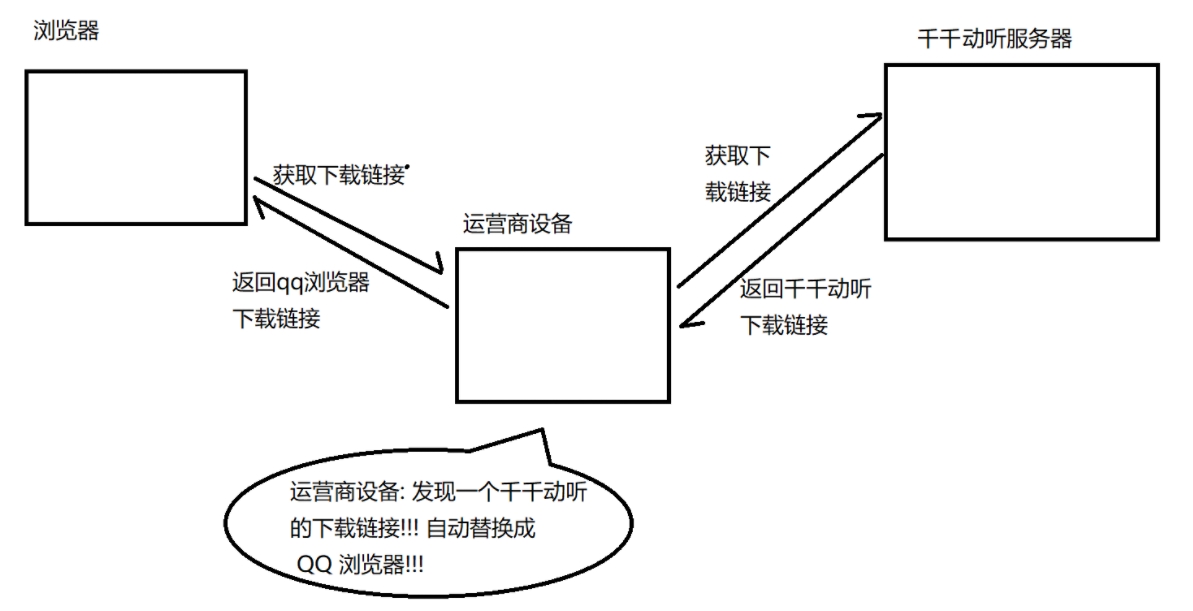 浏览器
千千动听服务器
获取下载链接
获取下
载链接
运营商设备
返回qq浏览器
下载链接
返回千千动听
下载链接
运营商设备: 发现一个千千动听
的下载链接!!! 自动替换成
QQ 浏览器!!!